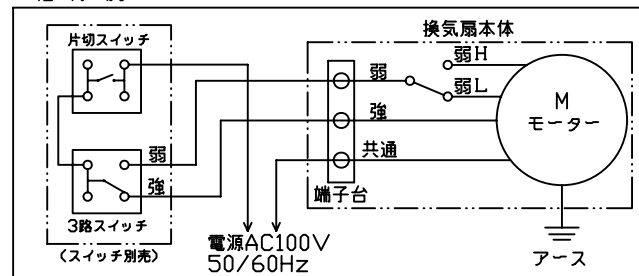 片切スイッチ
換気扇本体
弱H
弱
弱L
強
M
モーター
共通
弱
強
端子台
3路スイッチ
(スイッチ別売)
電源AC100V
50/60Hz
アース